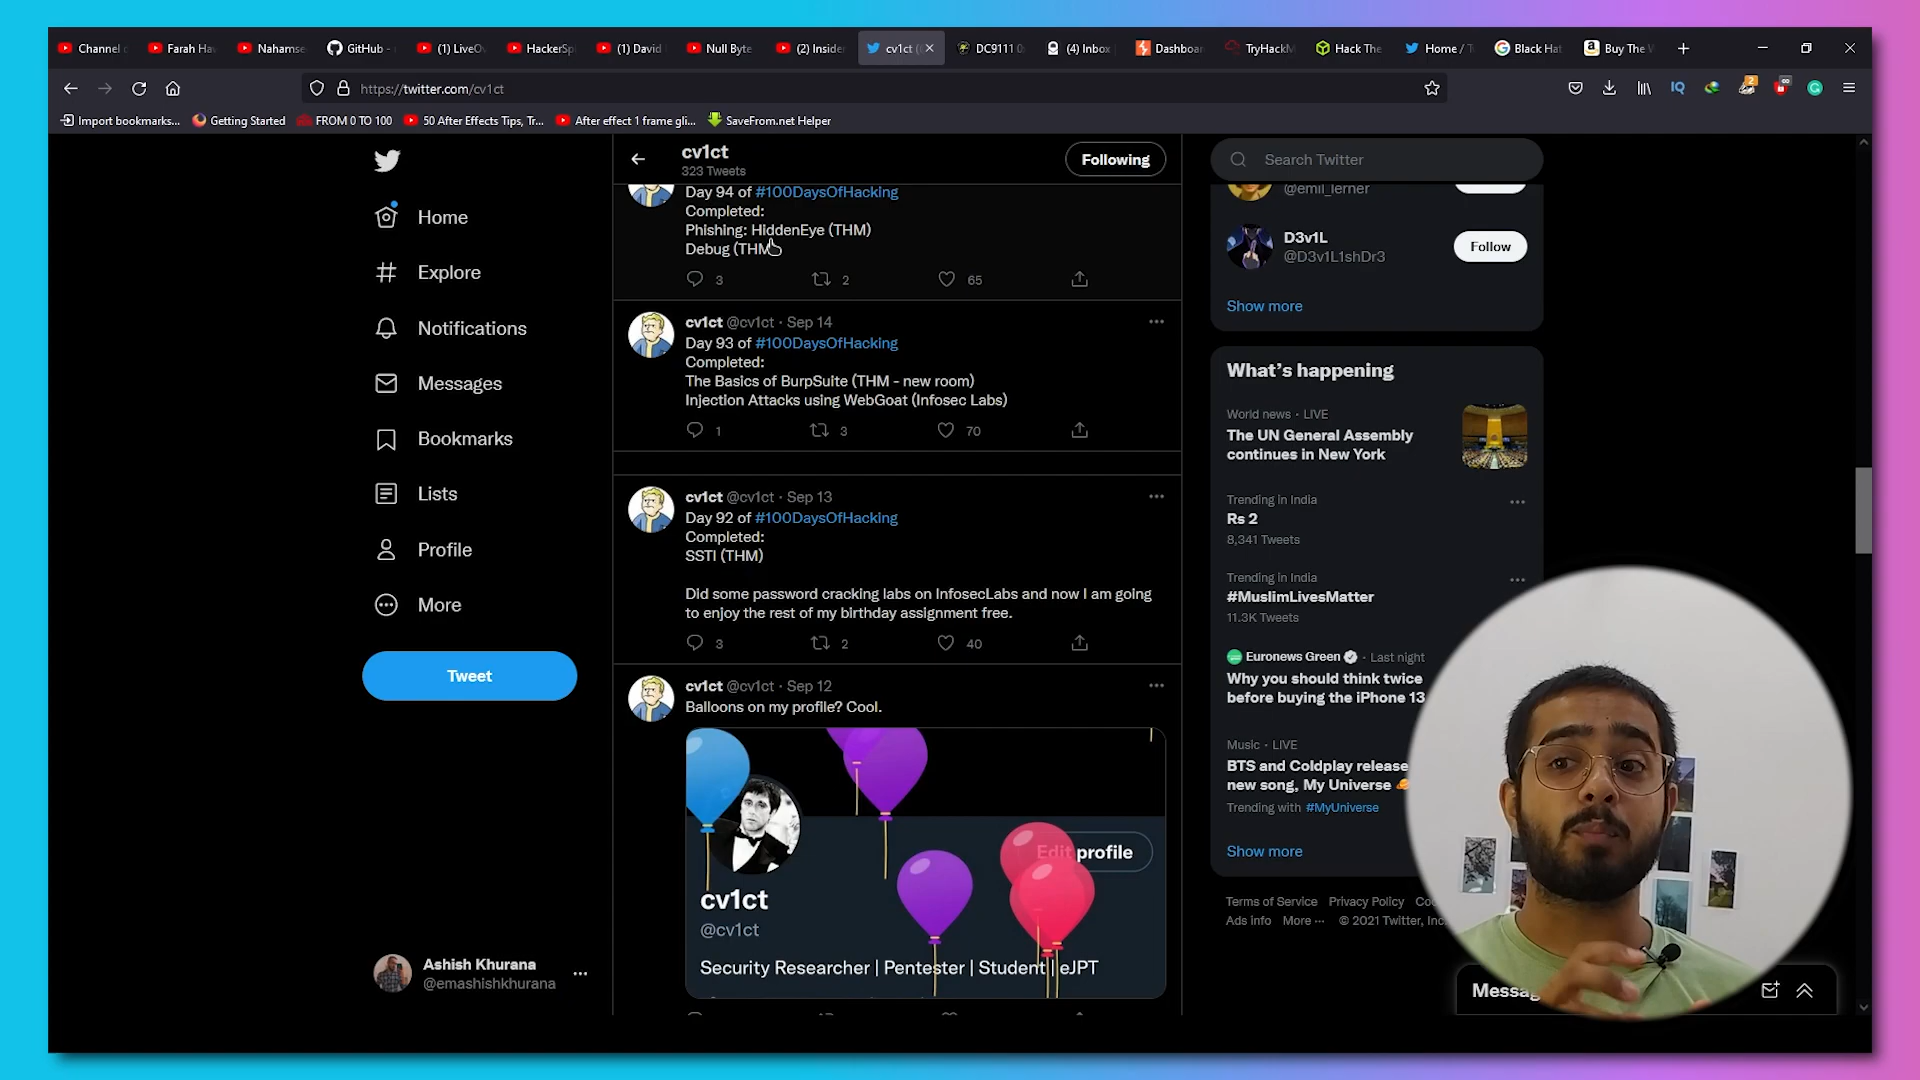 Channel
Farah Ha
Nahamse
GitHub -
(1) LiveO
HackerSp
(1) David
Null Byte
(2) Insider
cv1ct (
DC9111 0
(4) Inbox
Dashboar
TryHackM
Hack The
Home / T
Black Hat
Buy The
https://twitter.com/cv1ct
IQ
2
Import bookmarks...
Getting Started
FROM 0 TO 100
50 After Effects Tips, Tr...
After effect 1 frame gli...
SaveFrom.net Helper
Home
Explore
Notifications
Messages
Bookmarks
Lists
Profile
More
Tweet
Ashish Khurana
@emashishkhurana
cv1ct
323 Tweets
Following
Day 94 of #100DaysOfHacking
Completed:
Phishing: HiddenEye (THM)
Debug (THM
3 2 65
cv1ct @cv1ct · Sep 14
Day 93 of #100DaysOfHacking
Completed:
The Basics of BurpSuite (THM - new room)
Injection Attacks using WebGoat (Infosec Labs)
1 3 70
cv1ct @cv1ct · Sep 13
Day 92 of #100DaysOfHacking
Completed:
SSTI (THM)
Did some password cracking labs on InfosecLabs and now I am going
to enjoy the rest of my birthday assignment free.
3 2 40
cv1ct @cv1ct · Sep 12
Balloons on my profile? Cool.
Edit profile
cv1ct
@cv1ct
Security Researcher | Pentester | Student | eJPT
Search Twitter
@emil_lerner
D3v1L
@D3v1L1shDr3
Follow
Show more
What's happening
World news · LIVE
The UN General Assembly
continues in New York
Trending in India
Rs 2
8,341 Tweets
Trending in India
#MuslimLivesMatter
11.3K Tweets
Euronews Green · Last night
Why you should think twice
before buying the iPhone 13
Music · LIVE
BTS and Coldplay release
new song, My Universe
Trending with #MyUniverse
Show more
Terms of Service Privacy Policy Coo
Ads info More ··· © 2021 Twitter, Inc.
Messag